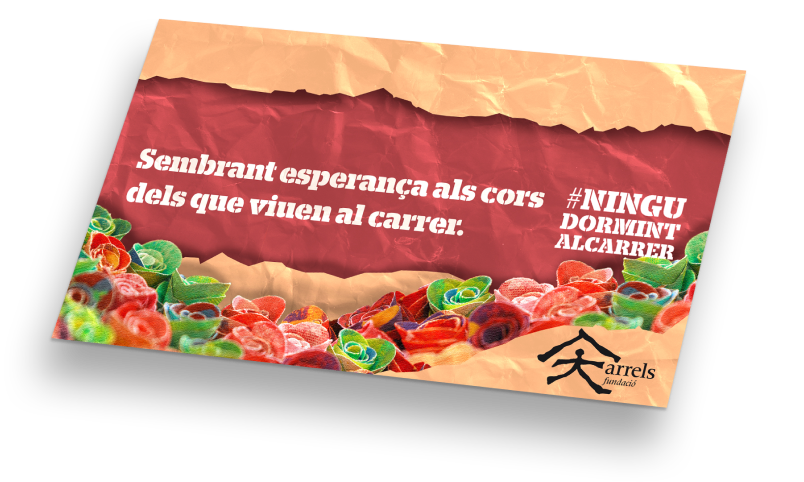 Sembrant esperança als cors
dels que viuen al carrer.
#NINGU
DORMINT
ALCARRER
arrels
fundació